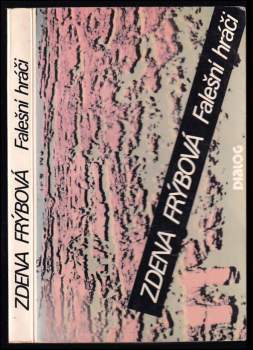 ZDENA FRÝBOVÁ Falešní hráči
ZDENA FRÝBOVÁ Falešní hráči
DIALOG